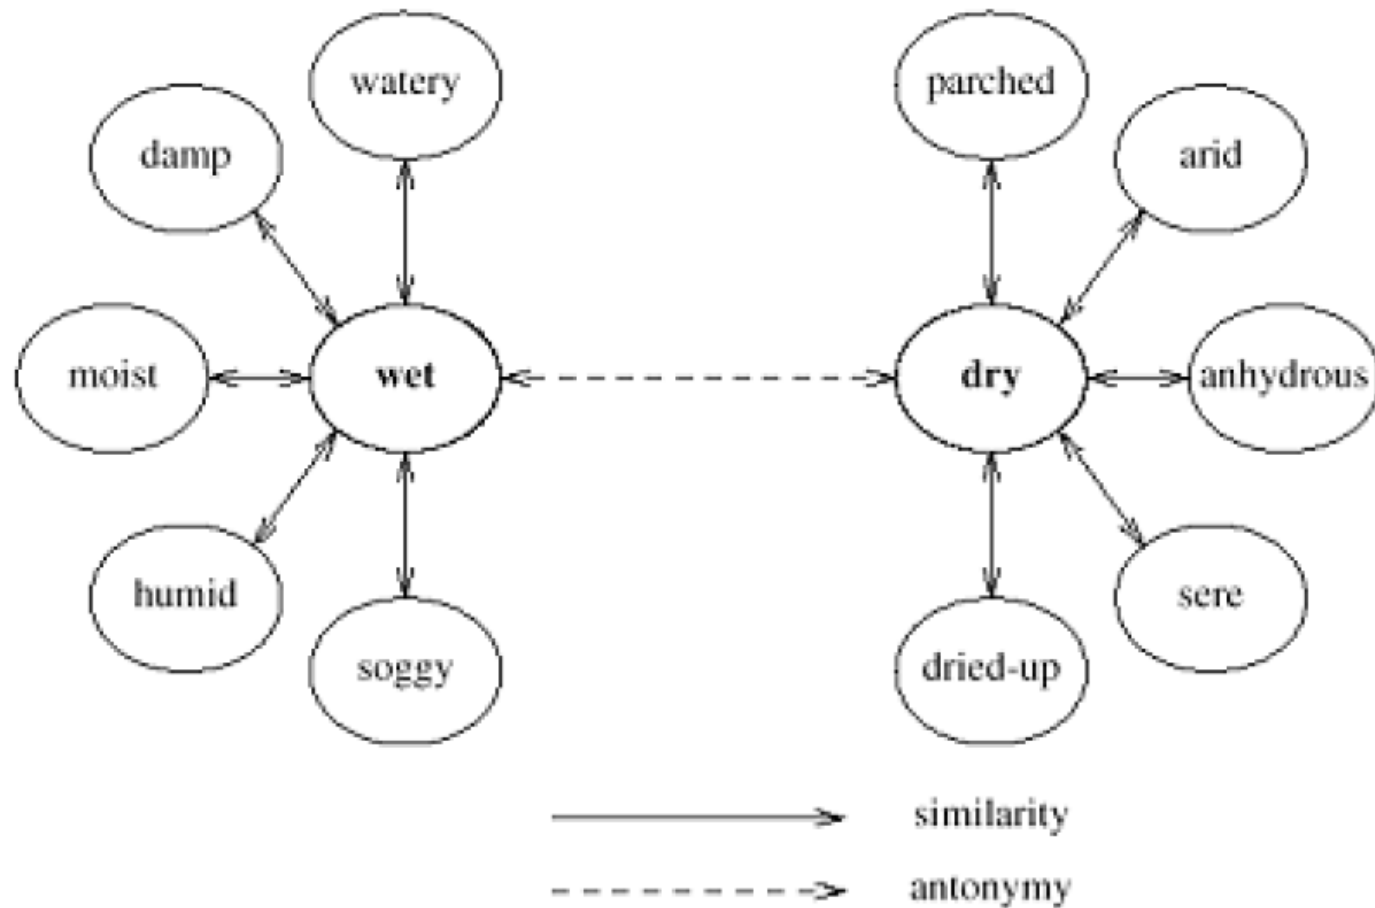 watery
parched
damp
arid
moist
wet
dry
anhydrous
humid
sere
soggy
dried-up
similarity
antonymy